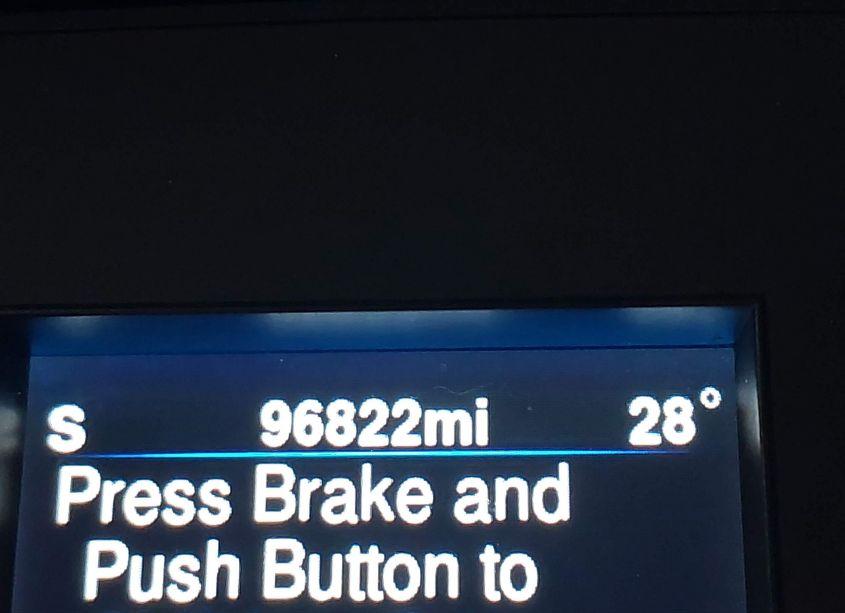 S 96822mi 28°
Press Brake and
Push Button to